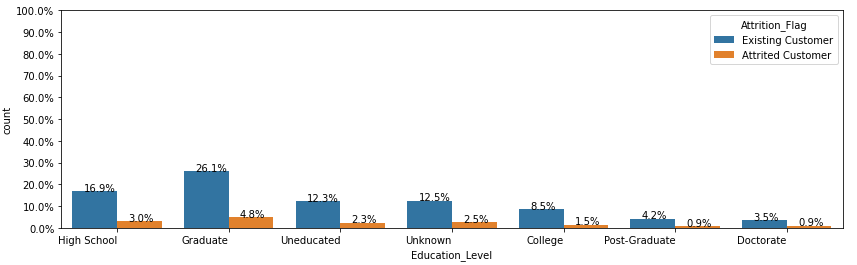 100.0%
90.0%
80.0%
70.0%
60.0%
50.0%
40.0%
30.0%
20.0%
10.0%
0.0%
count
Attrition_Flag
Existing Customer
Attrited Customer
16.9%
3.0%
26.1%
4.8%
12.3%
2.3%
12.5%
2.5%
8.5%
1.5%
4.2%
0.9%
3.5%
0.9%
High School
Graduate
Uneducated
Unknown
College
Post-Graduate
Doctorate
Education_Level